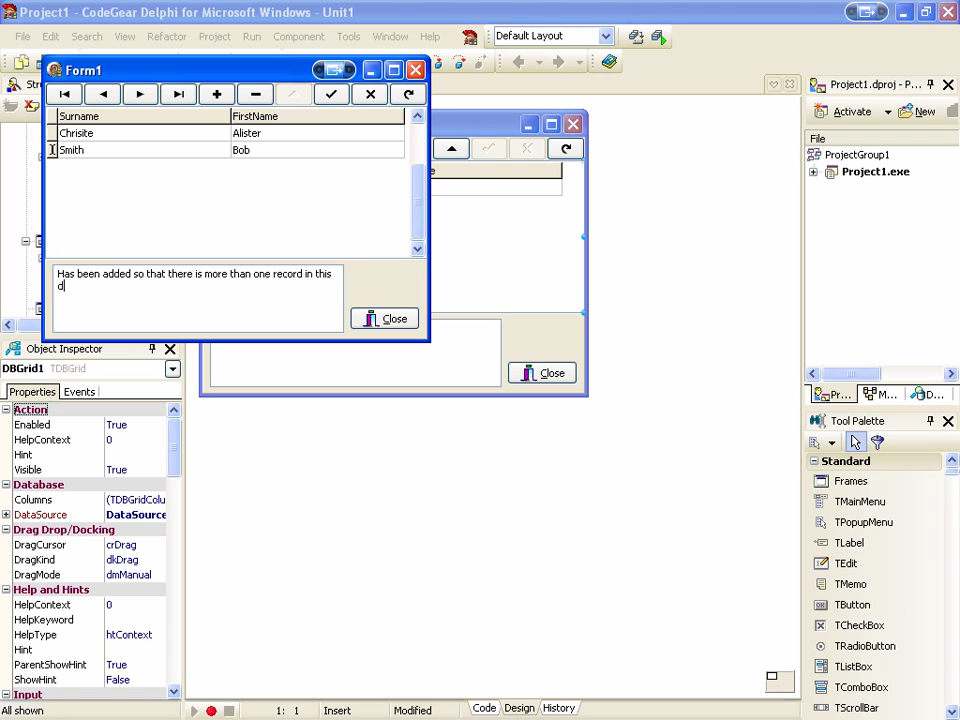 Project1 - CodeGear Delphi for Microsoft Windows - Unit1
File Edit Search View Refactor Project Run Component Tools Window Help
Default Layout
Form1
Project1.dproj - P...
Activate New
File
ProjectGroup1
Project1.exe
Surname FirstName
Chrisite Alister
Smith Bob
Has been added so that there is more than one record in this
d
Close
Close
Object Inspector
DBGrid1 TDBGrid
Properties Events
Action
Enabled True
HelpContext 0
Hint
Visible True
Database
Columns (TDBGridColu
DataSource DataSource
Drag Drop/Docking
DragCursor crDrag
DragKind dkDrag
DragMode dmManual
Help and Hints
HelpContext 0
HelpKeyword
HelpType htContext
Hint
ParentShowHint True
ShowHint False
Input
All shown
Pr... M... D...
Tool Palette
Standard
Frames
TMainMenu
TPopupMenu
TLabel
TEdit
TMemo
TButton
TCheckBox
TRadioButton
TListBox
TComboBox
TScrollBar
1: 1 Insert Modified
Code Design History